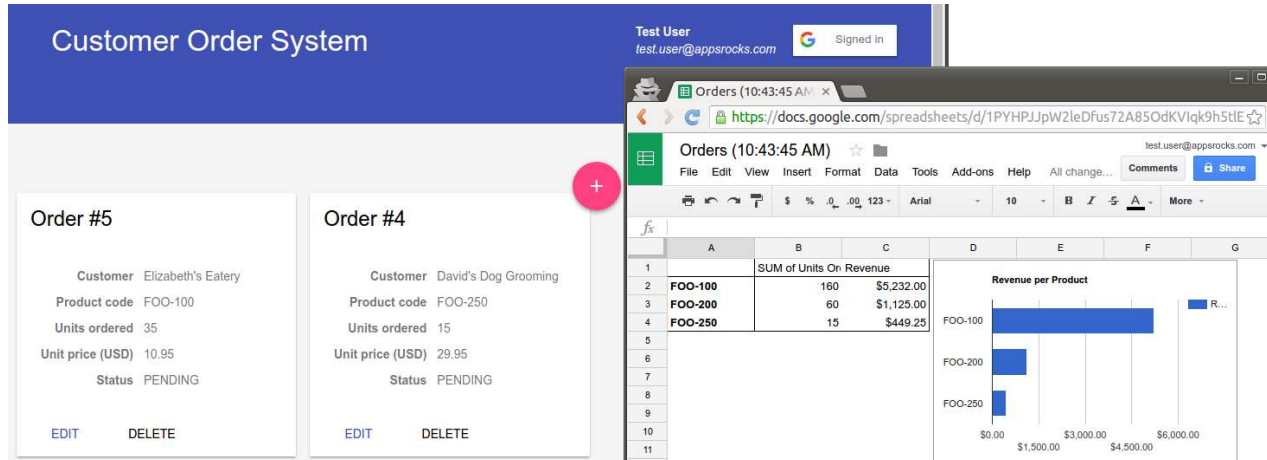 Customer Order System
Test User
test.user@appsrocks.com
Signed in
Order #5
Customer Elizabeth's Eatery
Product code FOO-100
Units ordered 35
Unit price (USD) 10.95
Status PENDING
EDIT DELETE
Order #4
Customer David's Dog Grooming
Product code FOO-250
Units ordered 15
Unit price (USD) 29.95
Status PENDING
EDIT DELETE
+
Orders (10:43:45 AM ×
https://docs.google.com/spreadsheets/d/1PYHPJJpW2leDfus72A85OdKVIqk9h5tlE
Orders (10:43:45 AM)
test.user@appsrocks.com
File Edit View Insert Format Data Tools Add-ons Help All change...
Comments Share
$ % .0 .00 123 Arial 10 B I S A More
fx
A B C D E F G
1 SUM of Units Or Revenue
2 FOO-100 160 $5,232.00
3 FOO-200 60 $1,125.00
4 FOO-250 15 $449.25
5
6
7
8
9
10
11
Revenue per Product
R...
FOO-100
FOO-200
FOO-250
$0.00 $3,000.00 $6,000.00
$1,500.00 $4,500.00